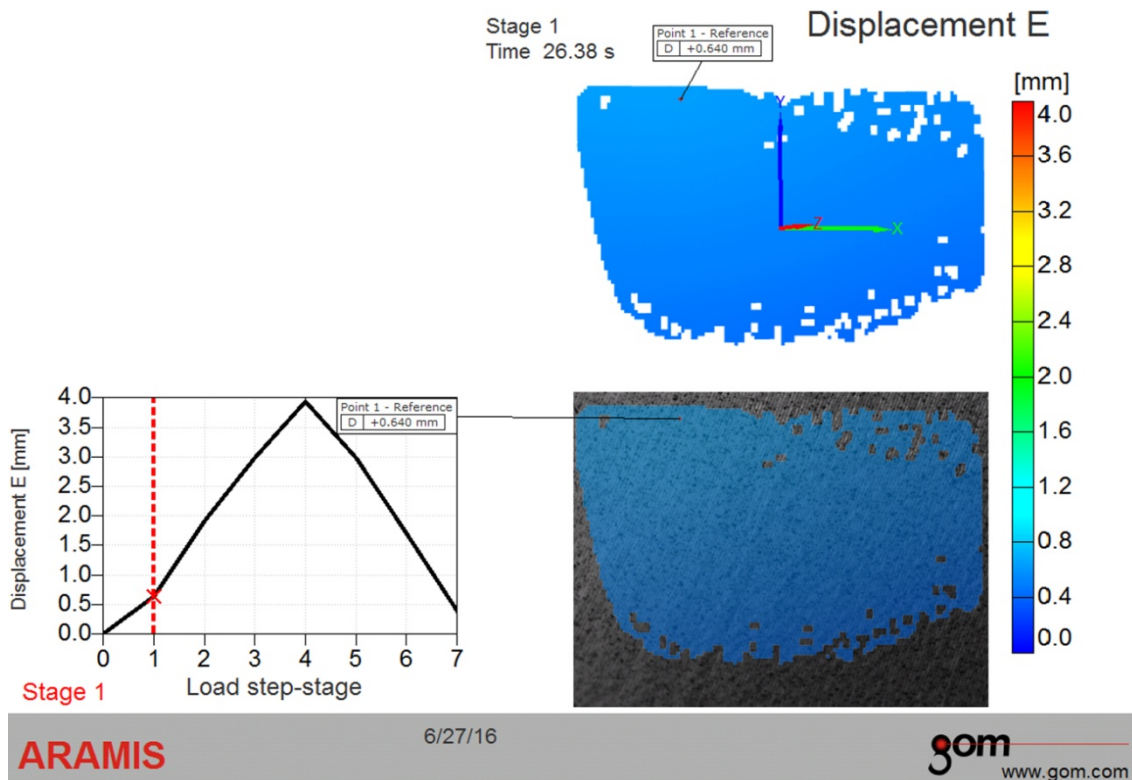 Stage 1
Time 26.38 s
Point 1 - Reference
D +0.640 mm
Displacement E
[mm]
4.0
3.6
3.2
2.8
2.4
2.0
1.6
1.2
0.8
0.4
0.0
Y
Z
X
Displacement E [mm]
4.0
3.5
3.0
2.5
2.0
1.5
1.0
0.5
0.0
Point 1 - Reference
D +0.640 mm
0 1 2 3 4 5 6 7
Stage 1
Load step-stage
ARAMIS
6/27/16
gom
www.gom.com